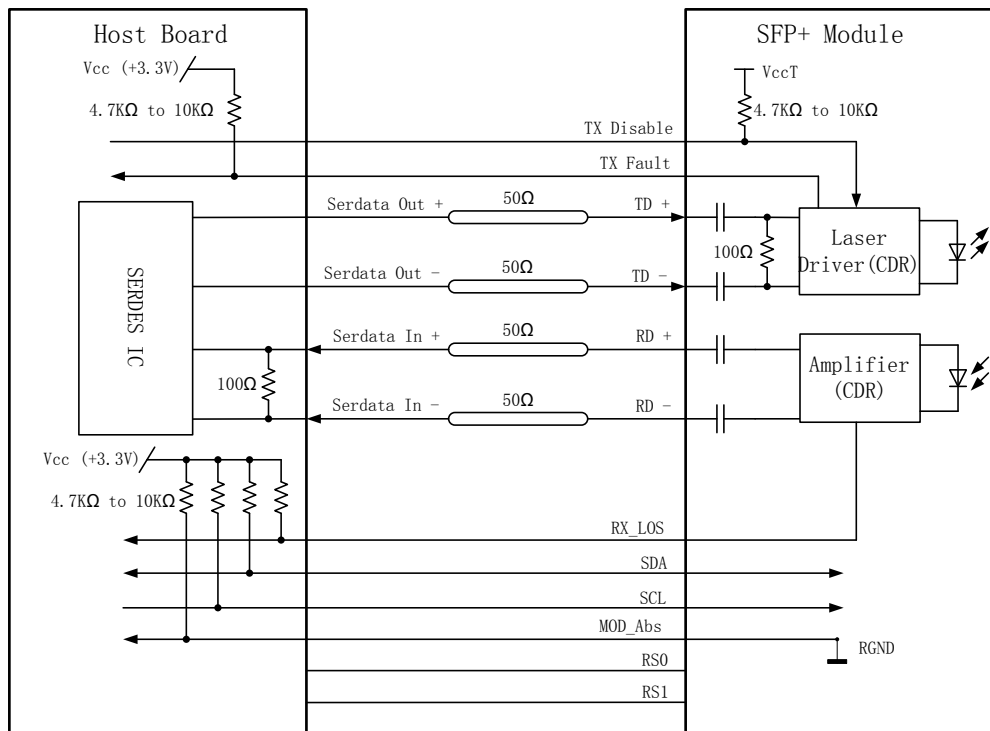 Host Board
SFP+ Module
Vcc (+3.3V)
VccT
4.7KΩ to 10KΩ
4.7KΩ to 10KΩ
TX Disable
TX Fault
Serdata Out +
50Ω
TD +
100Ω
Laser
Driver(CDR)
Serdata Out -
50Ω
TD -
SERDES IC
Serdata In +
50Ω
RD +
100Ω
Amplifier
(CDR)
Serdata In -
50Ω
RD -
Vcc (+3.3V)
4.7KΩ to 10KΩ
RX_LOS
SDA
SCL
MOD_Abs
RGND
RS0
RS1